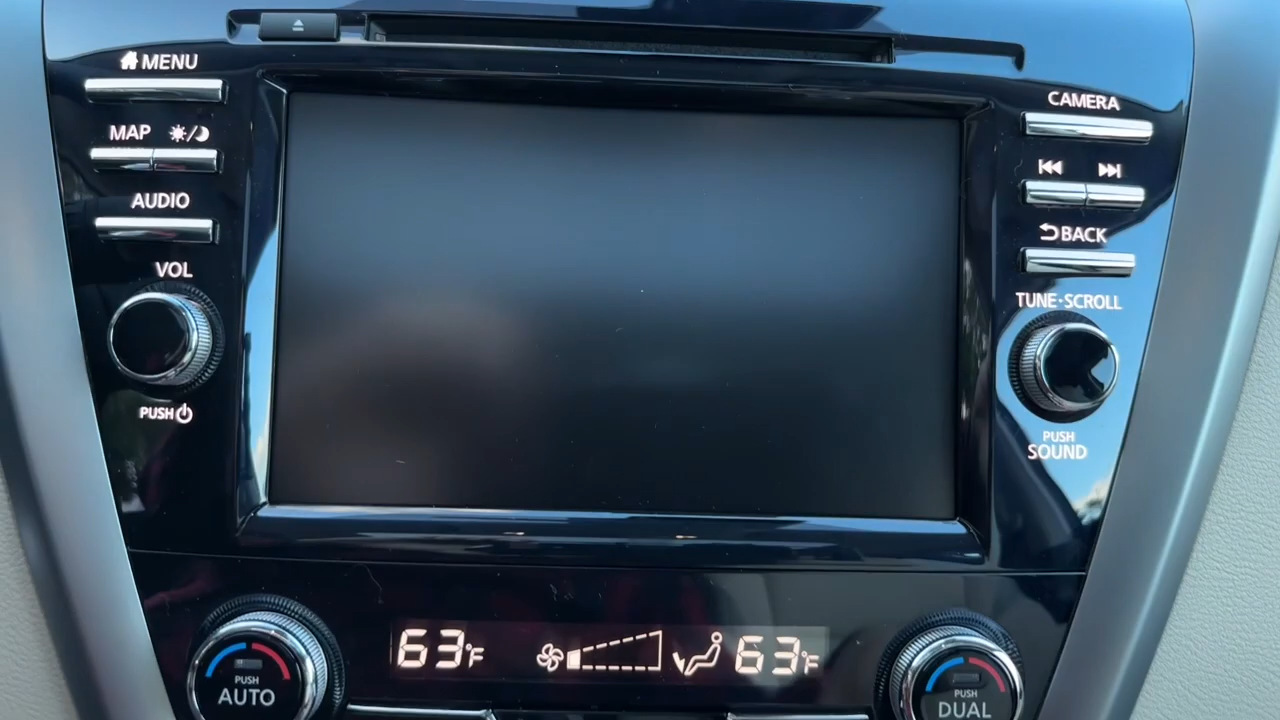 MENU
MAP
AUDIO
VOL
PUSH
CAMERA
BACK
TUNE·SCROLL
PUSH
SOUND
63°F
63°F
PUSH
AUTO
PUSH
DUAL